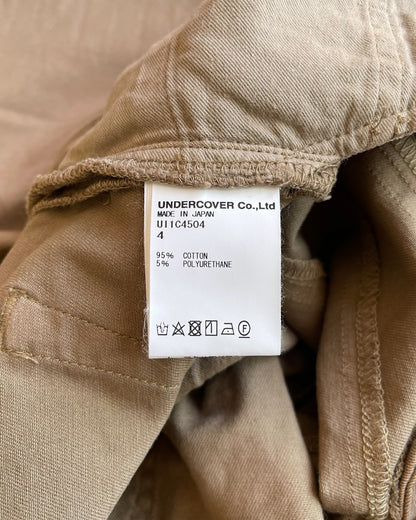 UNDERCOVER Co.,Ltd
MADE IN JAPAN
UI1C4504
4
95% COTTON
5% POLYURETHANE